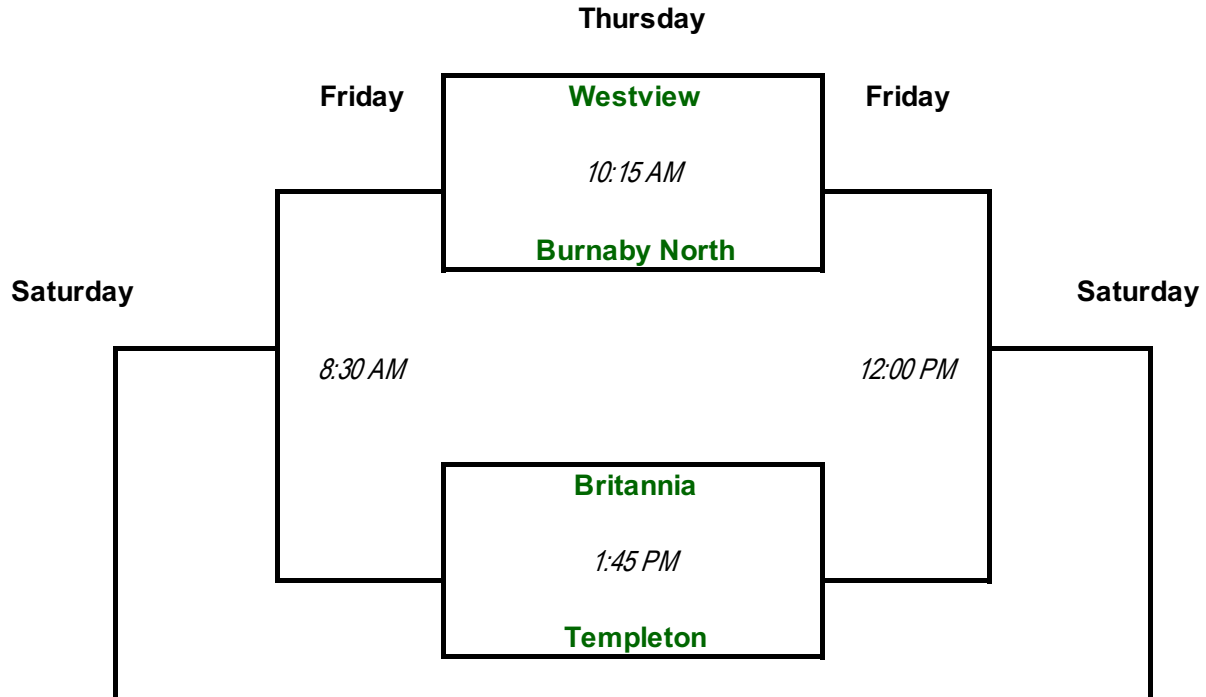 Thursday
Friday
Westview
Friday
10:15 AM
Burnaby North
Saturday
Saturday
8:30 AM
12:00 PM
Britannia
1:45 PM
Templeton